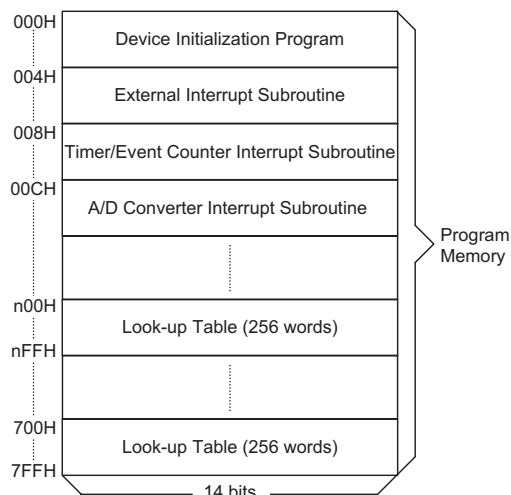 000H
Device Initialization Program
004H
External Interrupt Subroutine
008H
Timer/Event Counter Interrupt Subroutine
00CH
A/D Converter Interrupt Subroutine
Program
Memory
n00H
Look-up Table (256 words)
nFFH
700H
Look-up Table (256 words)
7FFH
14 bits